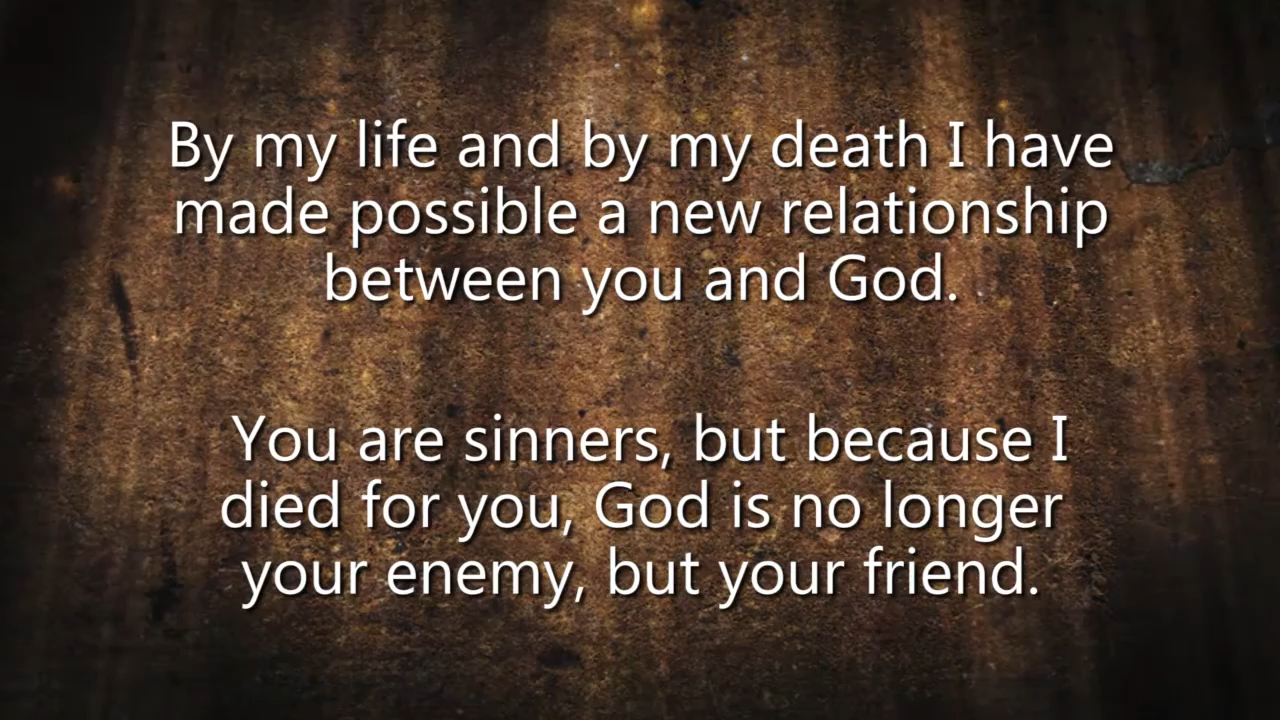 By my life and by my death I have
made possible a new relationship
between you and God.
You are sinners, but because I
died for you, God is no longer
your enemy, but your friend.